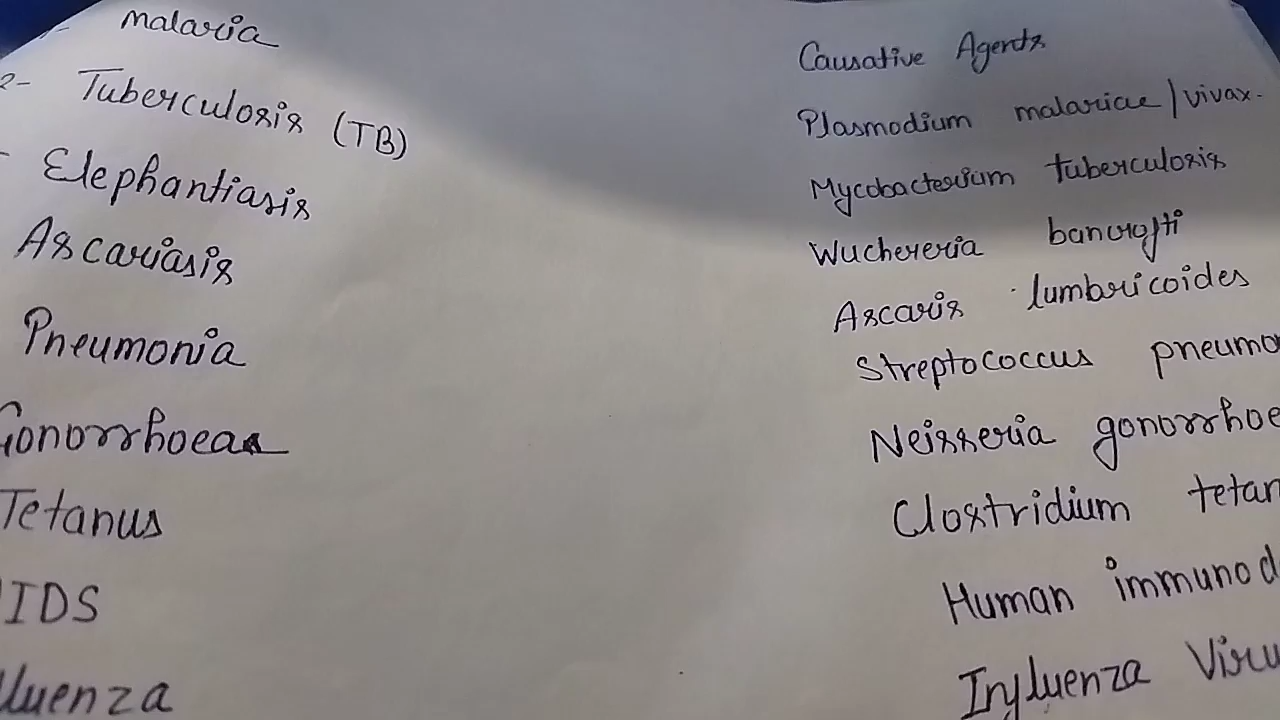 Malaria
Causative Agents
2- Tuberculosis (TB)
Plasmodium malariae/vivax.
- Elephantiasis
Mycobacterium tuberculosis
Ascariasis
Wuchereria bancrofti
Pneumonia
Ascaris lumbricoides
Streptococcus pneumo
Gonorrhoeas
Neisseria gonorrhoe
Tetanus
Clostridium tetan
IDS
Human immunod
luenza
Influenza Viru